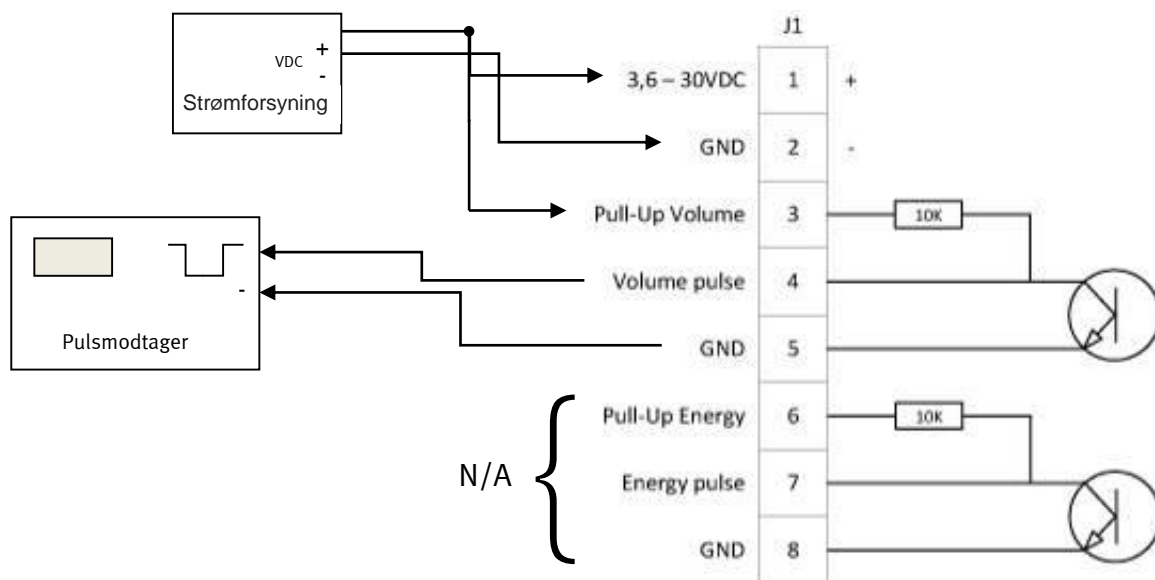 VDC
+
-
Strømforsyning
-
Pulsmodtager
J1
3,6 – 30VDC 1 +
GND 2 -
Pull-Up Volume 3 10K
Volume pulse 4
GND 5
Pull-Up Energy 6 10K
N/A
Energy pulse 7
GND 8